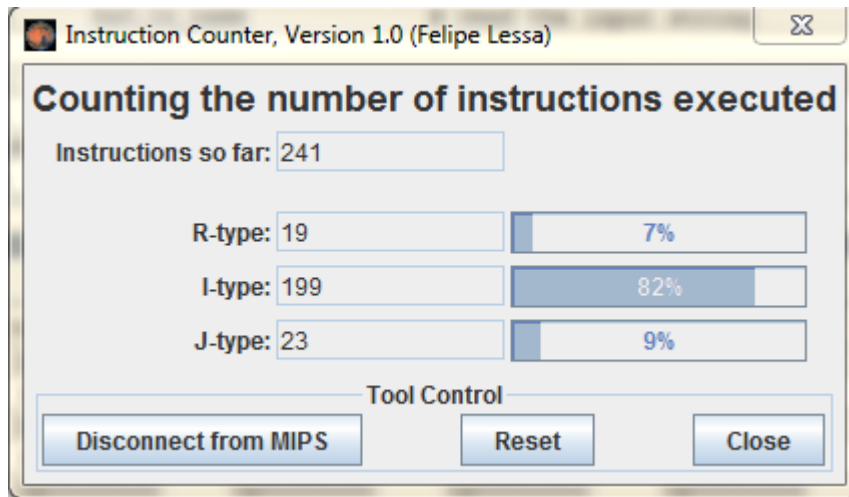 Instruction Counter, Version 1.0 (Felipe Lessa)
Counting the number of instructions executed
Instructions so far: 241
R-type: 19 7%
I-type: 199 82%
J-type: 23 9%
Tool Control
Disconnect from MIPS Reset Close